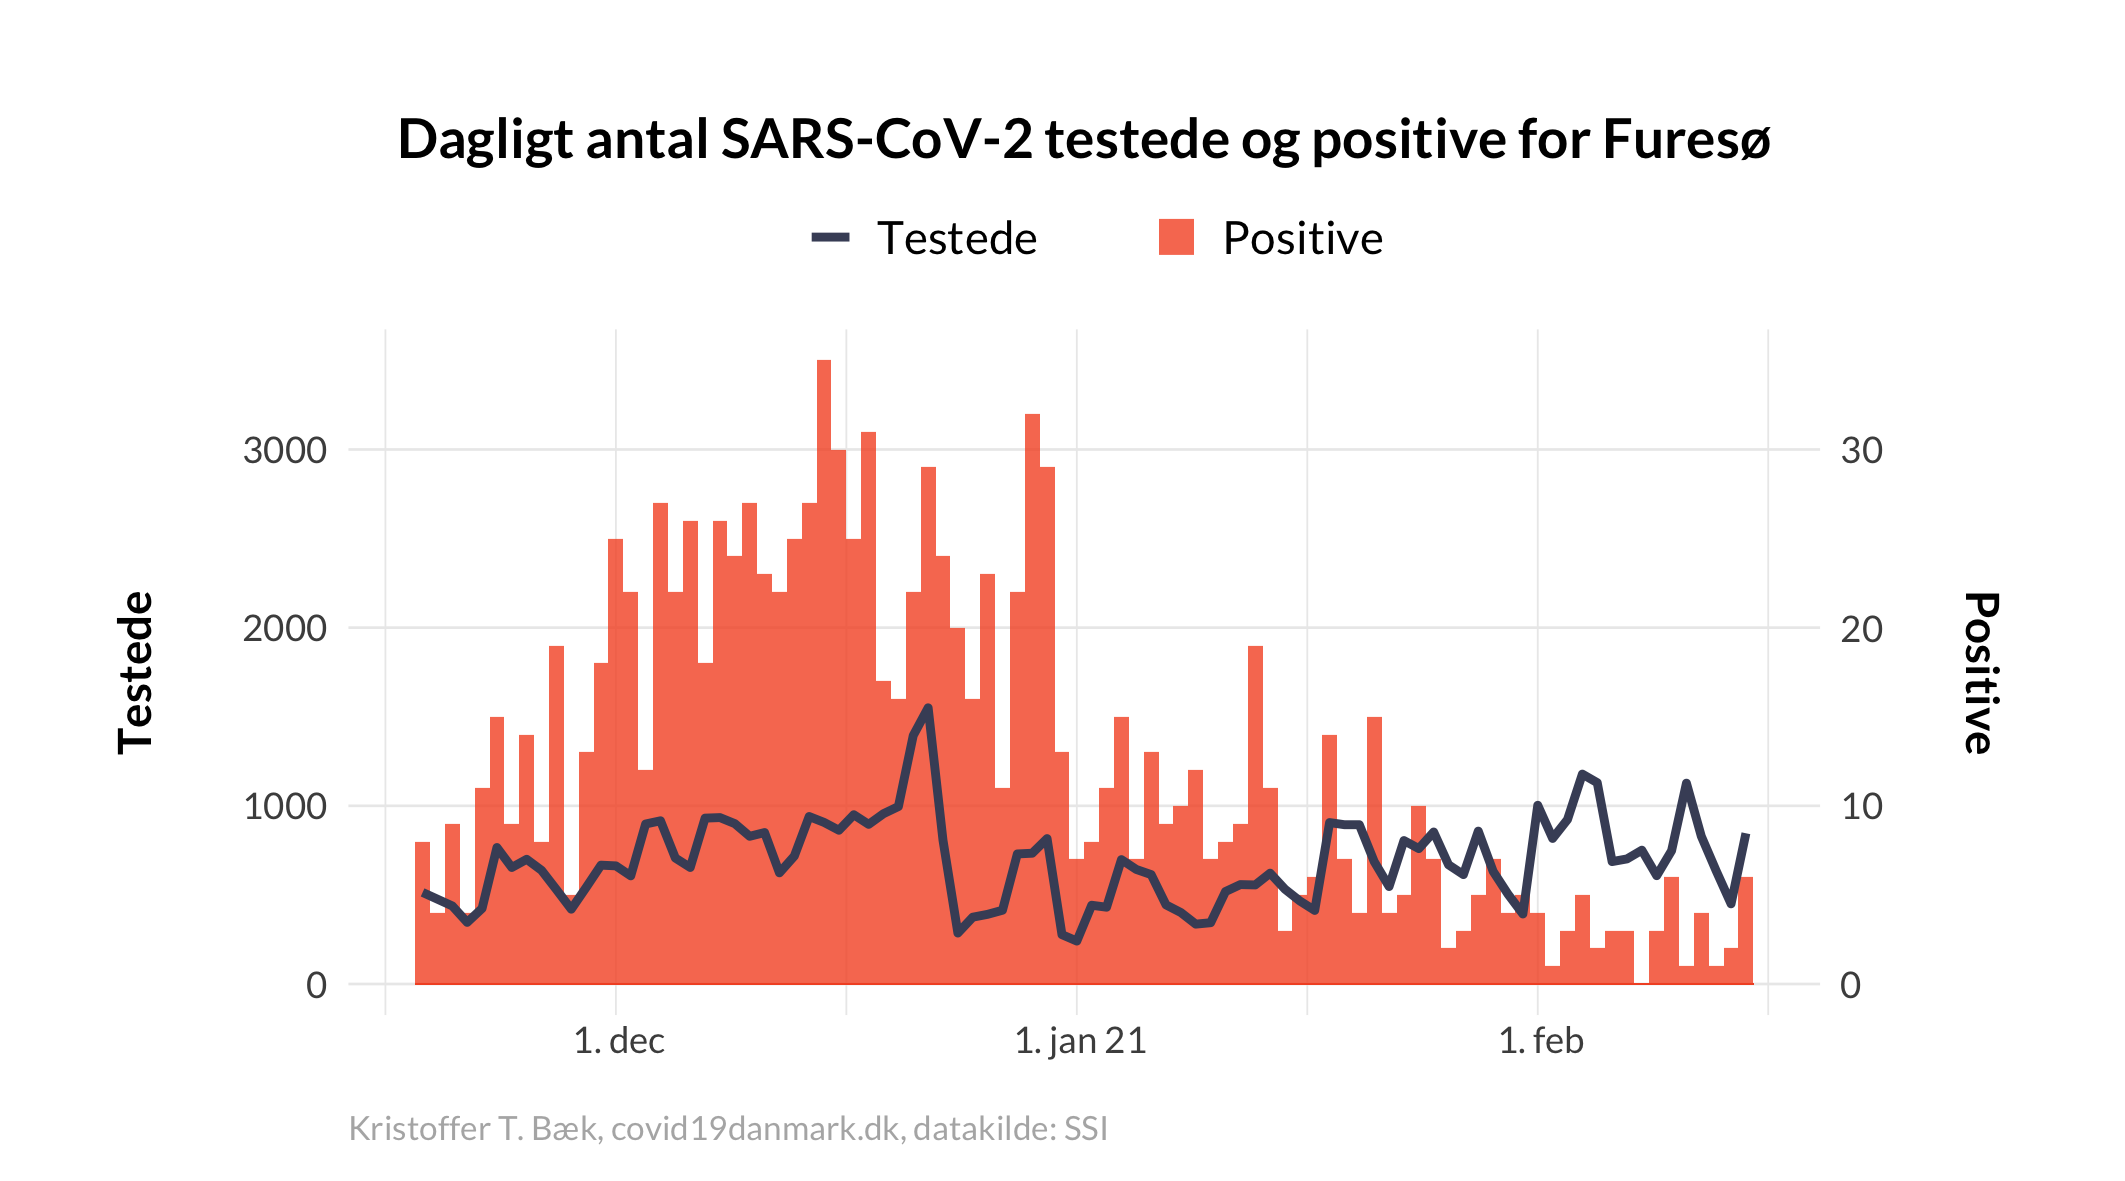 Dagligt antal SARS-CoV-2 testede og positive for Furesø
Testede
Positive
Testede
3000
2000
1000
0
30
20
10
0
Positive
1. dec
1. jan 21
1. feb
Kristoffer T. Bæk, covid19danmark.dk, datakilde: SSI